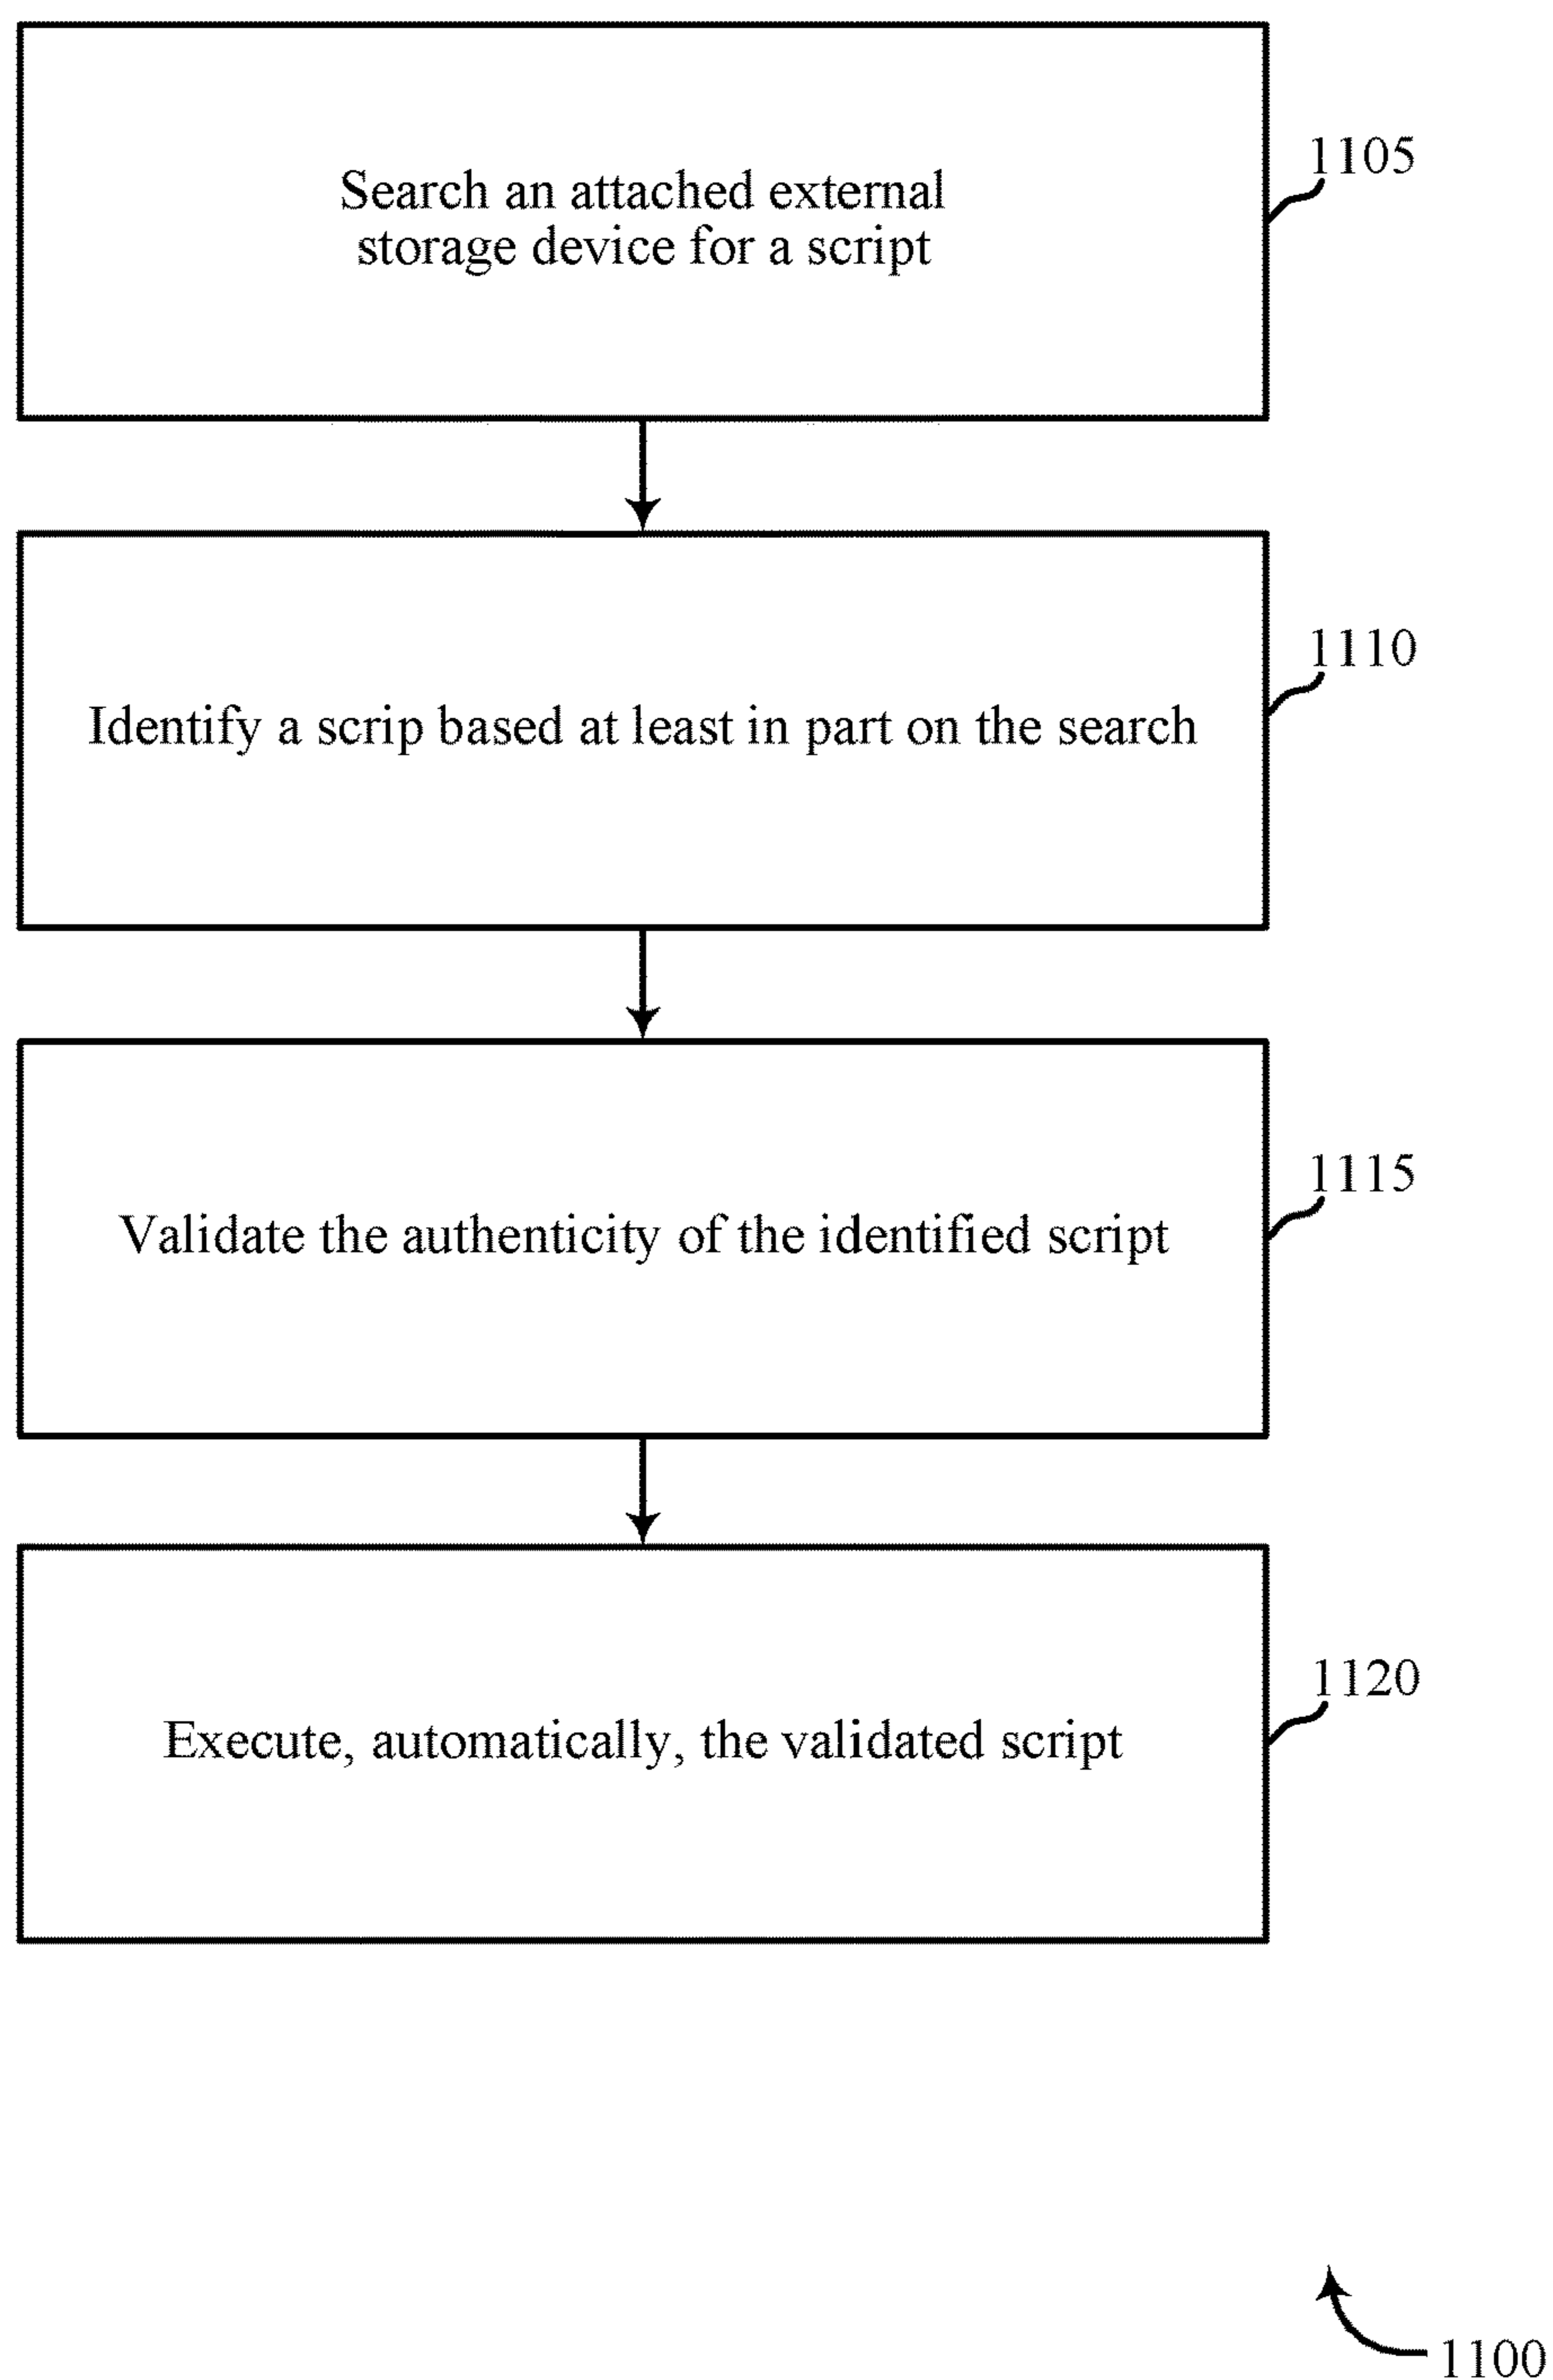 Search an attached external
storage device for a script
1105
Identify a scrip based at least in part on the search
1110
Validate the authenticity of the identified script
1115
Execute, automatically, the validated script
1120
1100